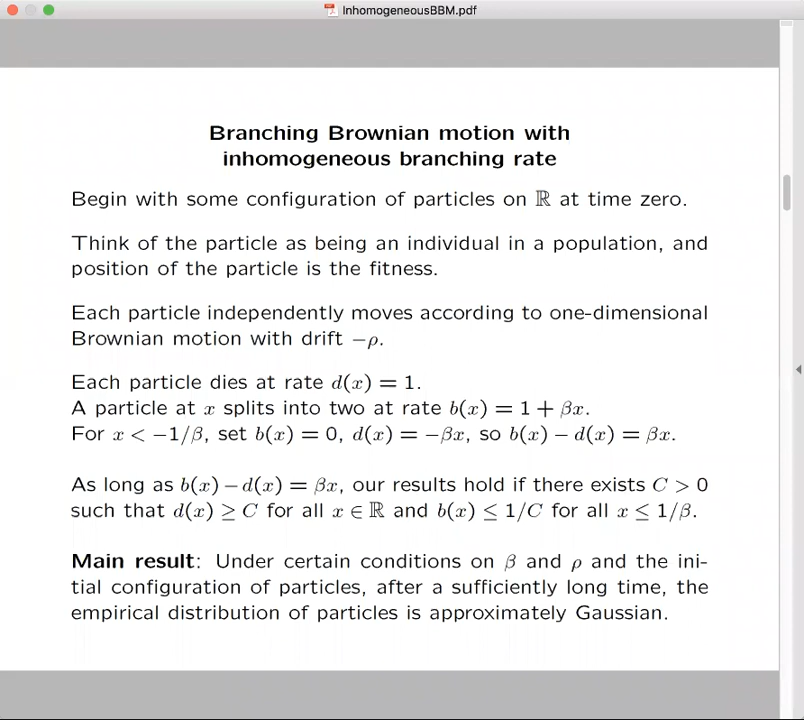 InhomogeneousBBM.pdf
Branching Brownian motion with
inhomogeneous branching rate
Begin with some configuration of particles on ℝ at time zero.
Think of the particle as being an individual in a population, and
position of the particle is the fitness.
Each particle independently moves according to one-dimensional
Brownian motion with drift −ρ.
Each particle dies at rate d(x) = 1.
A particle at x splits into two at rate b(x) = 1 + βx.
For x < −1/β, set b(x) = 0, d(x) = −βx, so b(x) − d(x) = βx.
As long as b(x) − d(x) = βx, our results hold if there exists C > 0
such that d(x) ≥ C for all x ∈ ℝ and b(x) ≤ 1/C for all x ≤ 1/β.
Main result: Under certain conditions on β and ρ and the ini-
tial configuration of particles, after a sufficiently long time, the
empirical distribution of particles is approximately Gaussian.